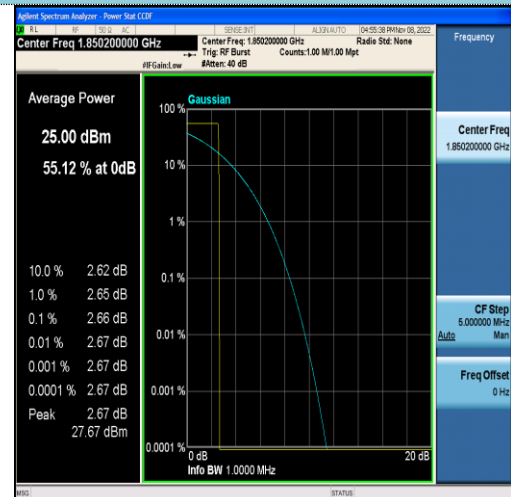 Agilent Spectrum Analyzer - Power Stat CCDF
RL RF 50 Ω AC SENSE:INT ALIGN AUTO 04:55:38 PM Nov 08, 2022
Center Freq 1.850200000 GHz
Center Freq: 1.850200000 GHz Radio Std: None
Trig: RF Burst Counts:1.00 M/1.00 Mpt
#IFGain:Low #Atten: 40 dB
Frequency
Average Power
25.00 dBm
55.12 % at 0dB
10.0 % 2.62 dB
1.0 % 2.65 dB
0.1 % 2.66 dB
0.01 % 2.67 dB
0.001 % 2.67 dB
0.0001 % 2.67 dB
Peak 2.67 dB
27.67 dBm
Gaussian
100 %
10 %
1 %
0.1 %
0.01 %
0.001 %
0.0001 %
0 dB 20 dB
Info BW 1.0000 MHz
Center Freq
1.850200000 GHz
CF Step
5.000000 MHz
Auto Man
Freq Offset
0 Hz
MSG STATUS